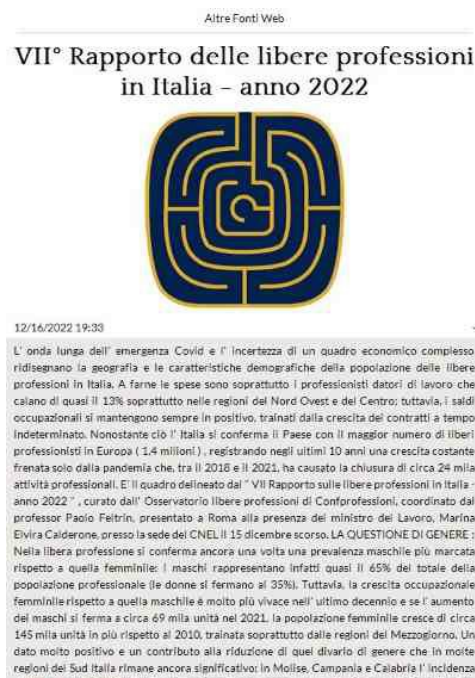 Altre Fonti Web
VII° Rapporto delle libere professioni
in Italia – anno 2022
12/16/2022 19:33
L' onda lunga dell' emergenza Covid e l' incertezza di un quadro economico complesso
ridisegnano la geografia e le caratteristiche demografiche della popolazione delle libere
professioni in Italia. A farne le spese sono soprattutto i professionisti datori di lavoro che
calano di quasi il 13% soprattutto nelle regioni del Nord Ovest e del Centro; tuttavia, i saldi
occupazionali si mantengono sempre in positivo, trainati dalla crescita dei contratti a tempo
indeterminato. Nonostante ciò l' Italia si conferma il Paese con il maggior numero di liberi
professionisti in Europa ( 1,4 milioni ) , registrando negli ultimi 10 anni una crescita costante
frenata solo dalla pandemia che, tra il 2018 e il 2021, ha causato la chiusura di circa 24 mila
attività professionali. E' il quadro delineato dal " VII Rapporto sulle libere professioni in Italia -
anno 2022 " , curato dall' Osservatorio libere professioni di Confprofessioni, coordinato dal
professor Paolo Feltrin, presentato a Roma alla presenza del ministro del Lavoro, Marina
Elvira Calderone, presso la sede del CNEL il 15 dicembre scorso. LA QUESTIONE DI GENERE :
Nella libera professione si conferma ancora una volta una prevalenza maschile più marcata
rispetto a quella femminile: i maschi rappresentano infatti quasi il 65% del totale della
popolazione professionale (le donne si fermano al 35%). Tuttavia, la crescita occupazionale
femminile rispetto a quella maschile è molto più vivace nell' ultimo decennio e se l' aumento
dei maschi si ferma a circa 69 mila unità nel 2021, la popolazione femminile cresce di circa
145 mila unità in più rispetto al 2010, trainata soprattutto dalle regioni del Mezzogiorno. Un
dato molto positivo e un contributo alla riduzione di quel divario di genere che in molte
regioni del Sud Italia rimane ancora significativo: in Molise, Campania e Calabria l' incidenza